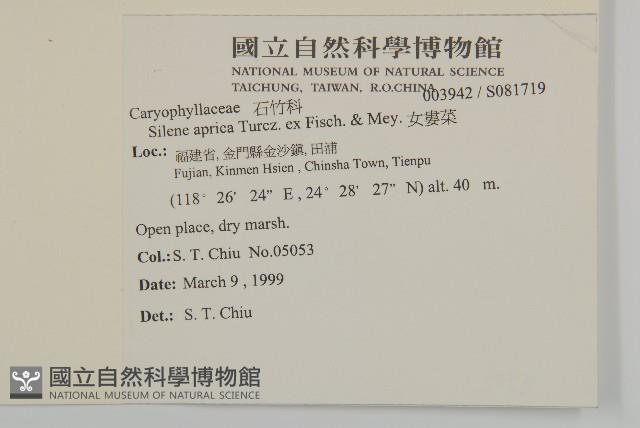 國立自然科學博物館
NATIONAL MUSEUM OF NATURAL SCIENCE
TAICHUNG, TAIWAN, R.O.CHINA
003942 / S081719
Caryophyllaceae 石竹科
Silene aprica Turcz. ex Fisch. & Mey. 女婁菜
Loc.: 福建省, 金門縣金沙鎮, 田浦
Fujian, Kinmen Hsien , Chinsha Town, Tienpu
(118° 26' 24" E , 24° 28' 27" N) alt. 40 m.
Open place, dry marsh.
Col.: S. T. Chiu No.05053
Date: March 9 , 1999
Det.: S. T. Chiu
國立自然科學博物館
NATIONAL MUSEUM OF NATURAL SCIENCE